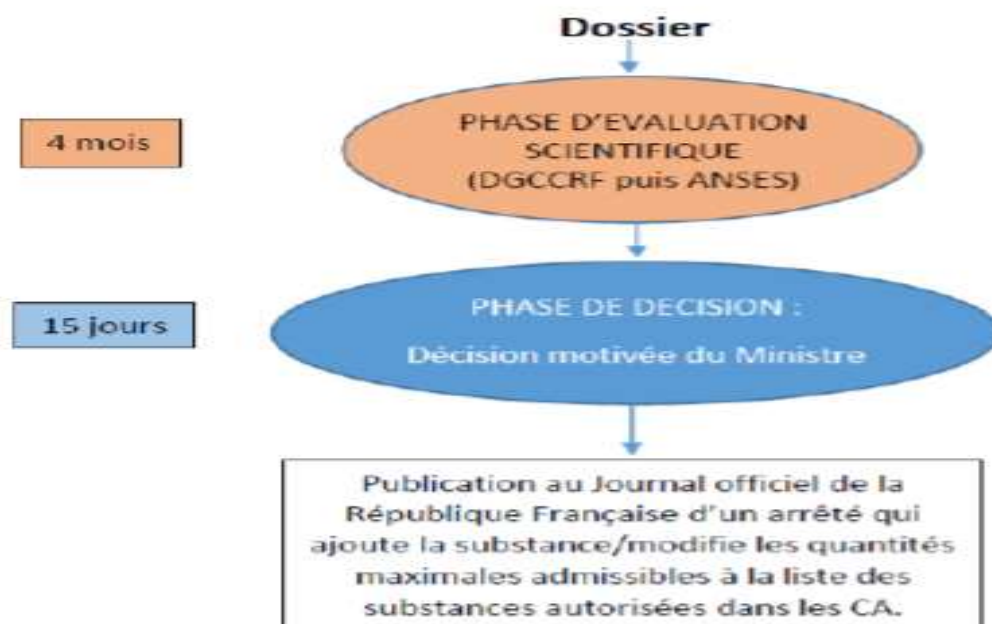 Dossier
4 mois
PHASE D'EVALUATION
SCIENTIFIQUE
(DGCCRF puis ANSES)
15 jours
PHASE DE DECISION :
Décision motivée du Ministre
Publication au Journal officiel de la
République Française d'un arrêté qui
ajoute la substance/modifie les quantités
maximales admissibles à la liste des
substances autorisées dans les CA.